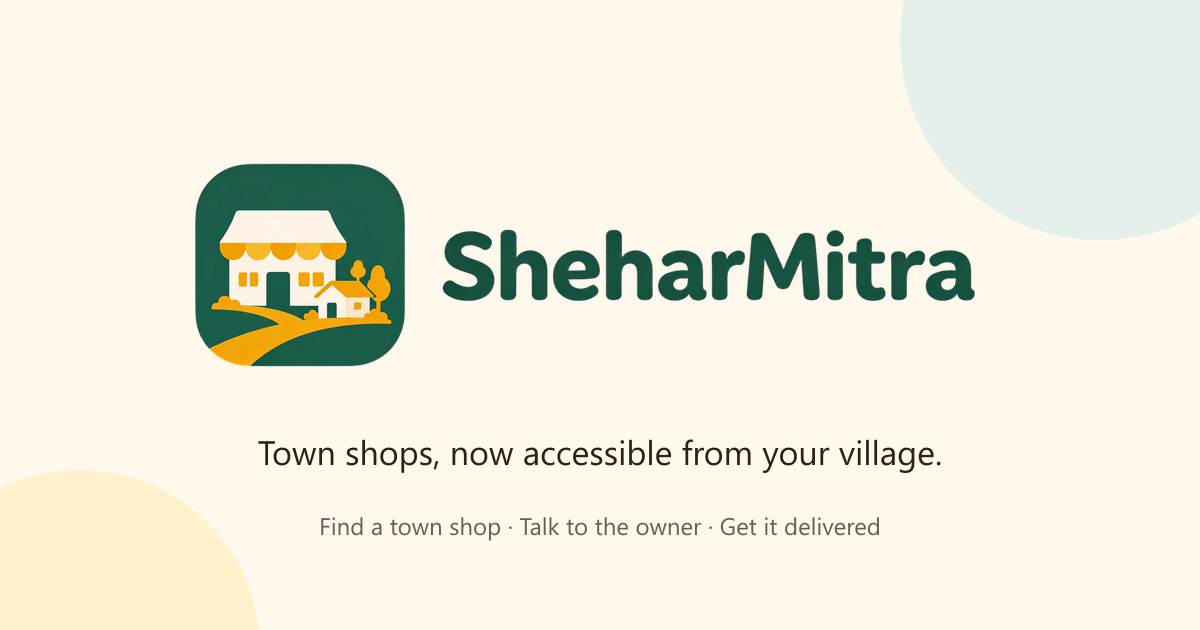 SheharMitra
Town shops, now accessible from your village.
Find a town shop · Talk to the owner · Get it delivered